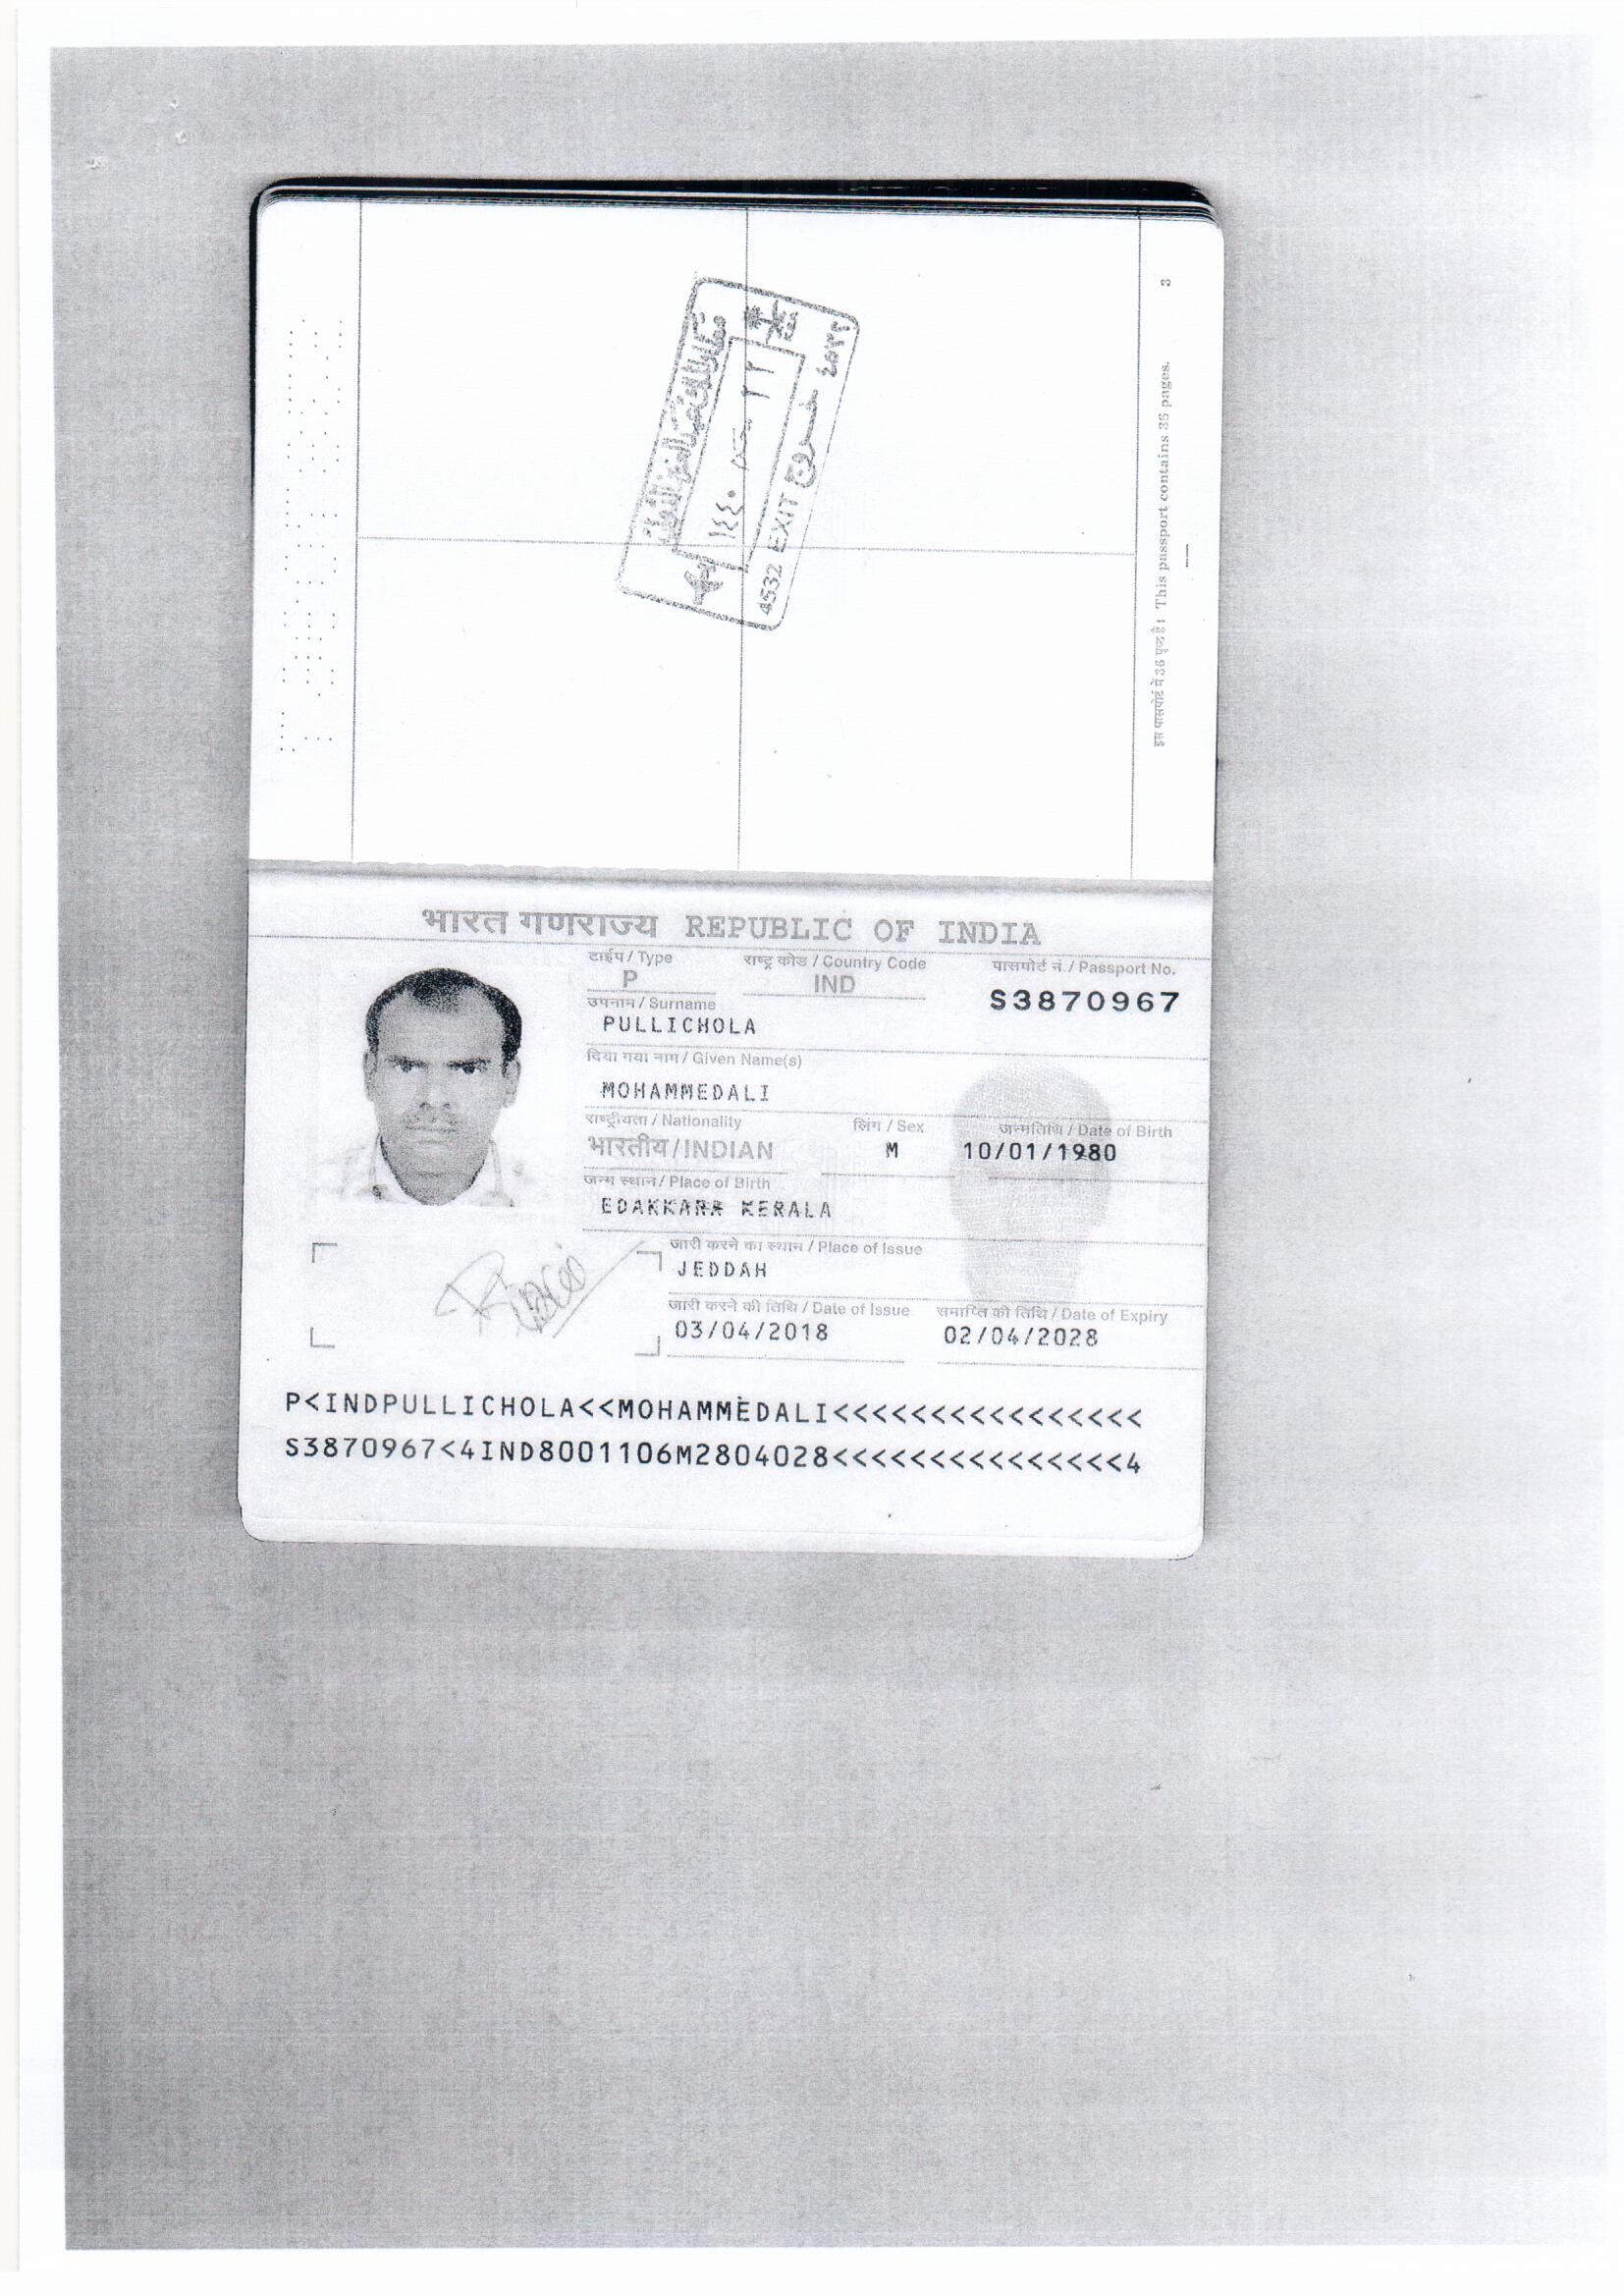 3
इस पासपोर्ट में 36 पृष्ठ है। This passport contains 36 pages.
١٤٤٠ ٢٢
4532 EXIT خروج ٤٥٣٢
भारत गणराज्य REPUBLIC OF INDIA
टाईप / Type राष्ट्र कोड / Country Code पासपोर्ट नं. / Passport No.
P IND S3870967
उपनाम / Surname
PULLICHOLA
दिया गया नाम / Given Name(s)
MOHAMMEDALI
राष्ट्रीयता / Nationality लिंग / Sex जन्मतिथि / Date of Birth
भारतीय / INDIAN M 10/01/1980
जन्म स्थान / Place of Birth
EDAKKARA KERALA
जारी करने का स्थान / Place of Issue
JEDDAH
जारी करने की तिथि / Date of Issue समाप्ति की तिथि / Date of Expiry
03/04/2018 02/04/2028
P<INDPULLICHOLA<<MOHAMMEDALI<<<<<<<<<<<<<<<<
S3870967<4IND8001106M2804028<<<<<<<<<<<<<<<4